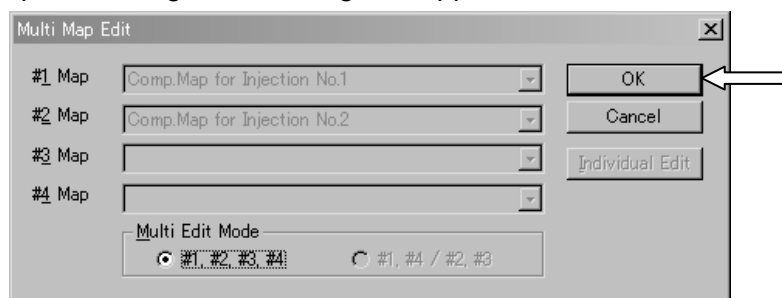 Multi Map Edit
#1 Map Comp.Map for Injection No.1 OK
#2 Map Comp.Map for Injection No.2 Cancel
#3 Map Individual Edit
#4 Map
Multi Edit Mode
#1, #2, #3, #4 #1, #4 / #2, #3